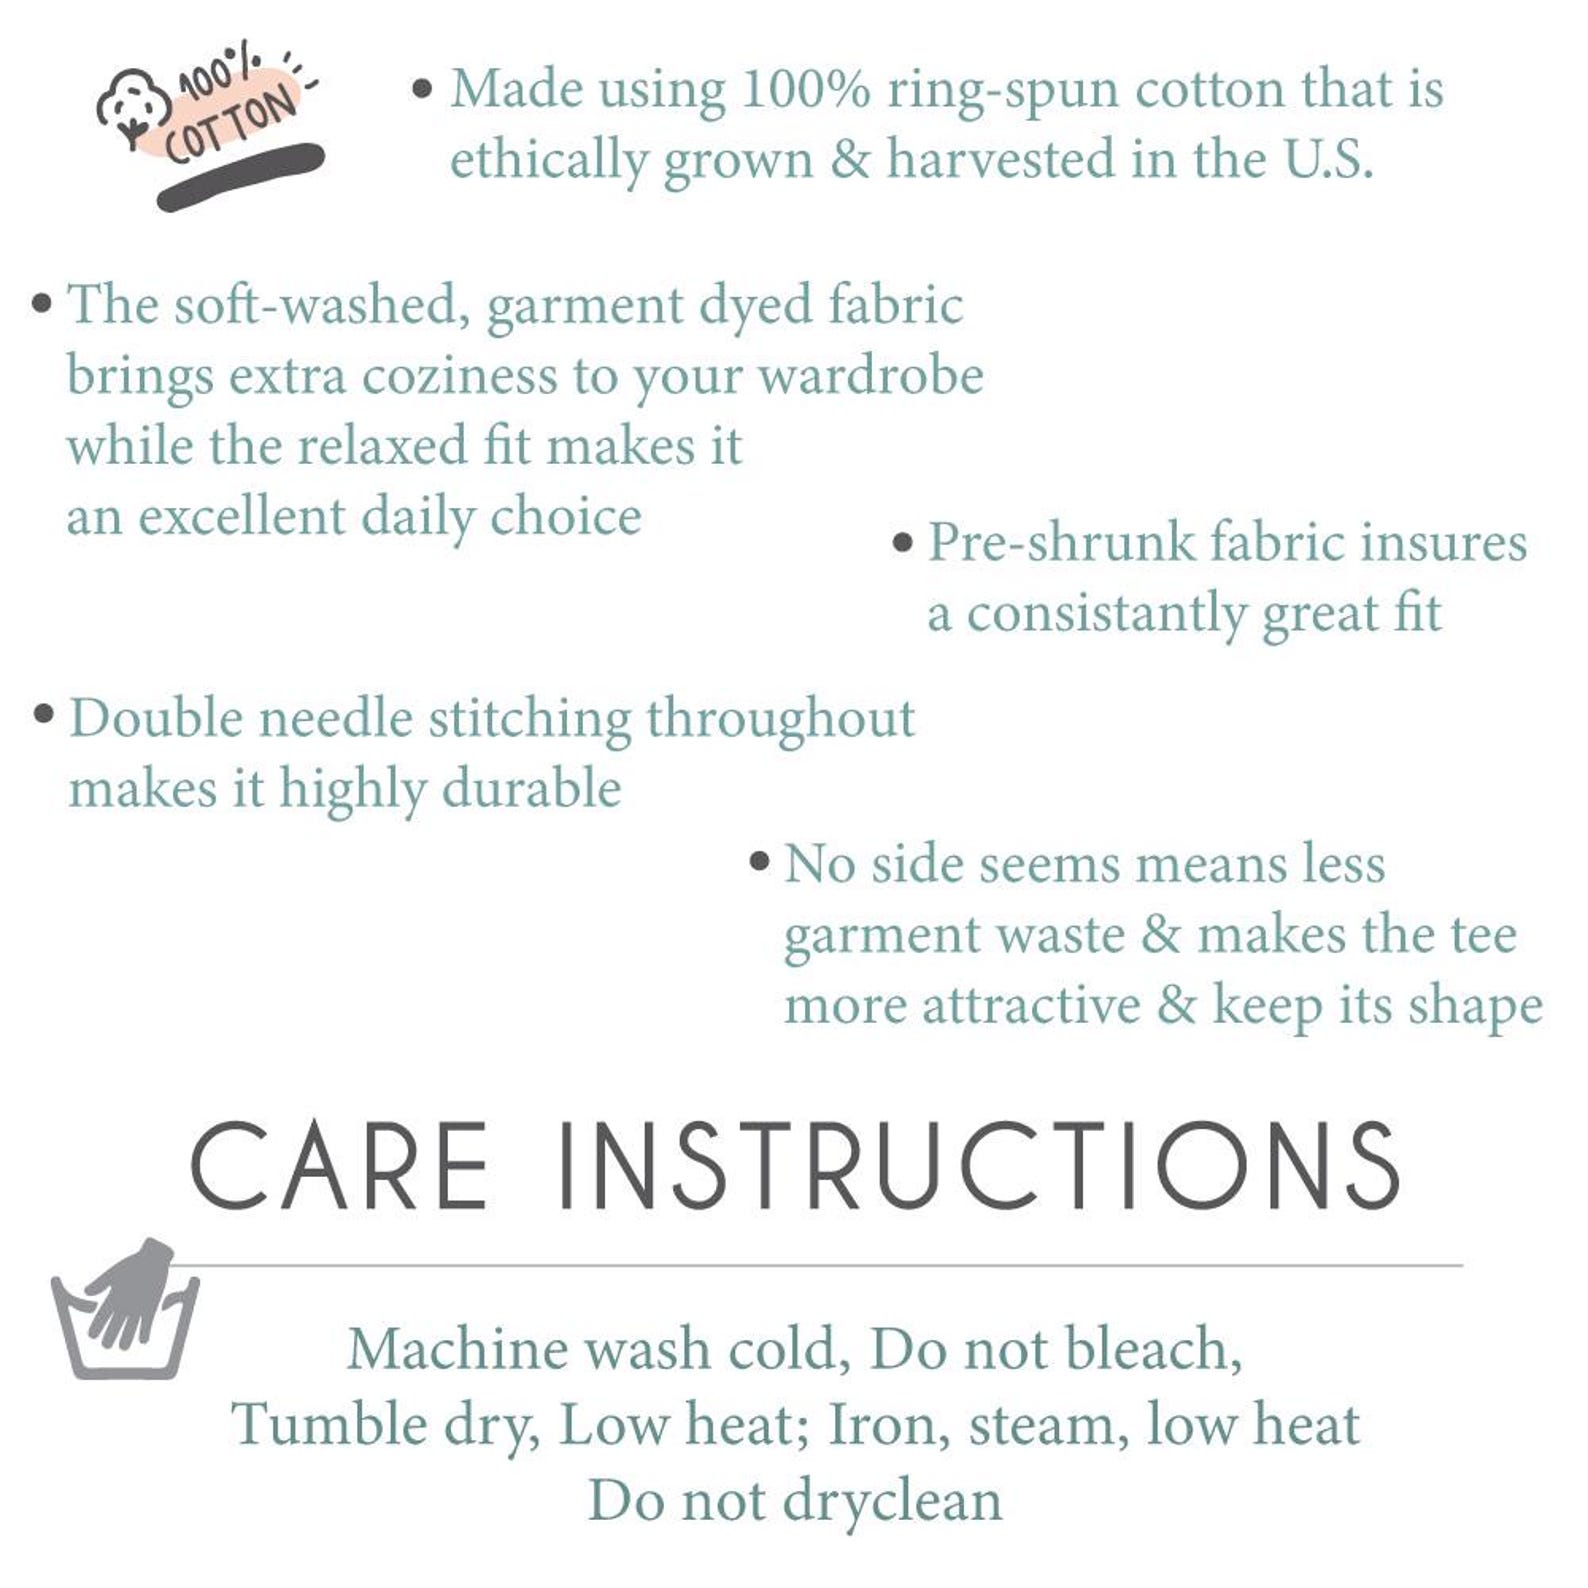 100%
COTTON
• Made using 100% ring-spun cotton that is
ethically grown & harvested in the U.S.
• The soft-washed, garment dyed fabric
brings extra coziness to your wardrobe
while the relaxed fit makes it
an excellent daily choice
• Pre-shrunk fabric insures
a consistantly great fit
• Double needle stitching throughout
makes it highly durable
• No side seems means less
garment waste & makes the tee
more attractive & keep its shape
CARE INSTRUCTIONS
Machine wash cold, Do not bleach,
Tumble dry, Low heat; Iron, steam, low heat
Do not dryclean